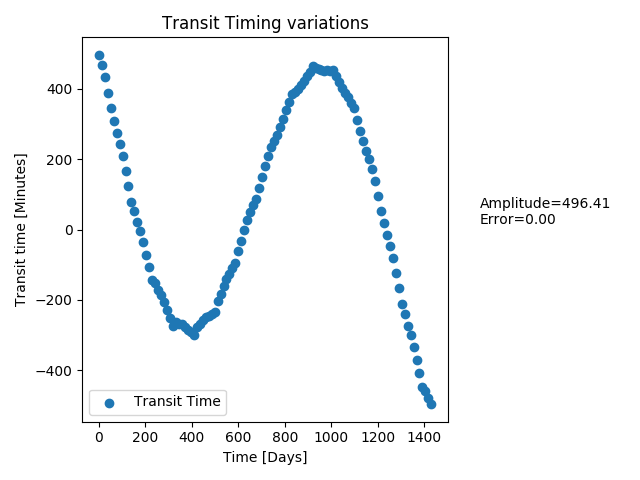 Transit Timing variations
Transit time [Minutes]
400
200
0
−200
−400
Amplitude=496.41
Error=0.00
Transit Time
0 200 400 600 800 1000 1200 1400
Time [Days]